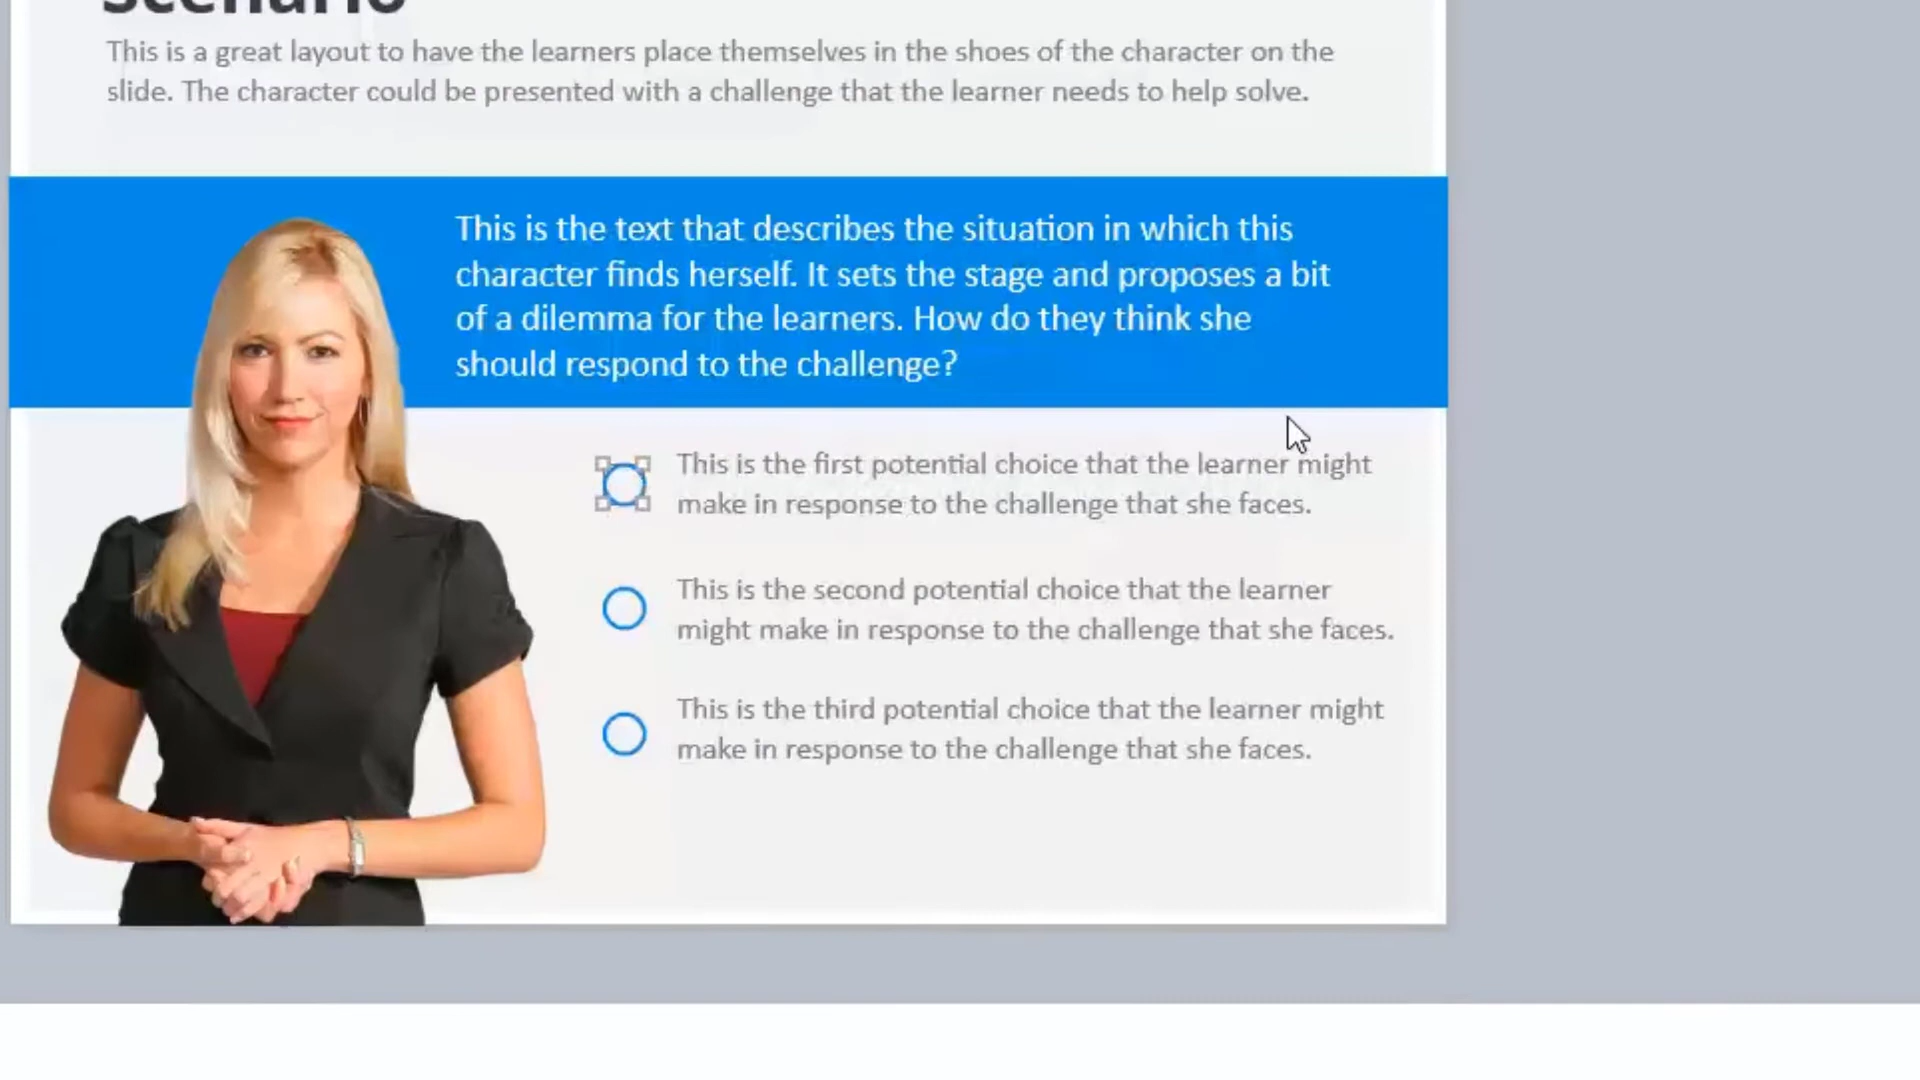 Scenario
This is a great layout to have the learners place themselves in the shoes of the character on the
slide. The character could be presented with a challenge that the learner needs to help solve.
This is the text that describes the situation in which this
character finds herself. It sets the stage and proposes a bit
of a dilemma for the learners. How do they think she
should respond to the challenge?
This is the first potential choice that the learner might
make in response to the challenge that she faces.
This is the second potential choice that the learner
might make in response to the challenge that she faces.
This is the third potential choice that the learner might
make in response to the challenge that she faces.